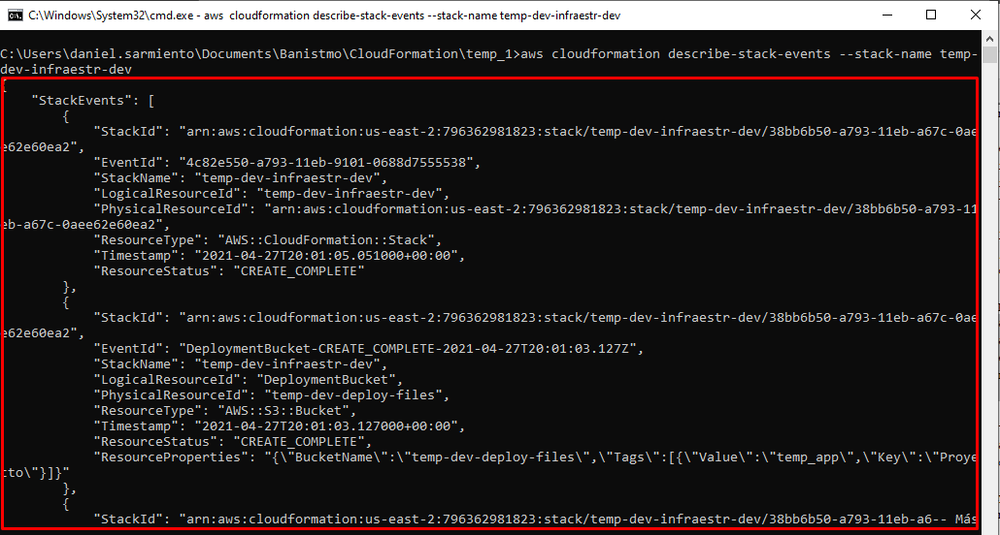 C:\Windows\System32\cmd.exe - aws  cloudformation describe-stack-events --stack-name temp-dev-infraestr-dev
C:\Users\daniel.sarmiento\Documents\Banistmo\CloudFormation\temp_1>aws cloudformation describe-stack-events --stack-name temp-
dev-infraestr-dev
{
    "StackEvents": [
        {
            "StackId": "arn:aws:cloudformation:us-east-2:796362981823:stack/temp-dev-infraestr-dev/38bb6b50-a793-11eb-a67c-0ae
e62e60ea2",
            "EventId": "4c82e550-a793-11eb-9101-0688d7555538",
            "StackName": "temp-dev-infraestr-dev",
            "LogicalResourceId": "temp-dev-infraestr-dev",
            "PhysicalResourceId": "arn:aws:cloudformation:us-east-2:796362981823:stack/temp-dev-infraestr-dev/38bb6b50-a793-11
eb-a67c-0aee62e60ea2",
            "ResourceType": "AWS::CloudFormation::Stack",
            "Timestamp": "2021-04-27T20:01:05.051000+00:00",
            "ResourceStatus": "CREATE_COMPLETE"
        },
        {
            "StackId": "arn:aws:cloudformation:us-east-2:796362981823:stack/temp-dev-infraestr-dev/38bb6b50-a793-11eb-a67c-0ae
e62e60ea2",
            "EventId": "DeploymentBucket-CREATE_COMPLETE-2021-04-27T20:01:03.127Z",
            "StackName": "temp-dev-infraestr-dev",
            "LogicalResourceId": "DeploymentBucket",
            "PhysicalResourceId": "temp-dev-deploy-files",
            "ResourceType": "AWS::S3::Bucket",
            "Timestamp": "2021-04-27T20:01:03.127000+00:00",
            "ResourceStatus": "CREATE_COMPLETE",
            "ResourceProperties": "{\"BucketName\":\"temp-dev-deploy-files\",\"Tags\":[{\"Value\":\"temp_app\",\"Key\":\"Proye
cto\"}]}"
        },
        {
            "StackId": "arn:aws:cloudformation:us-east-2:796362981823:stack/temp-dev-infraestr-dev/38bb6b50-a793-11eb-a6-- Más